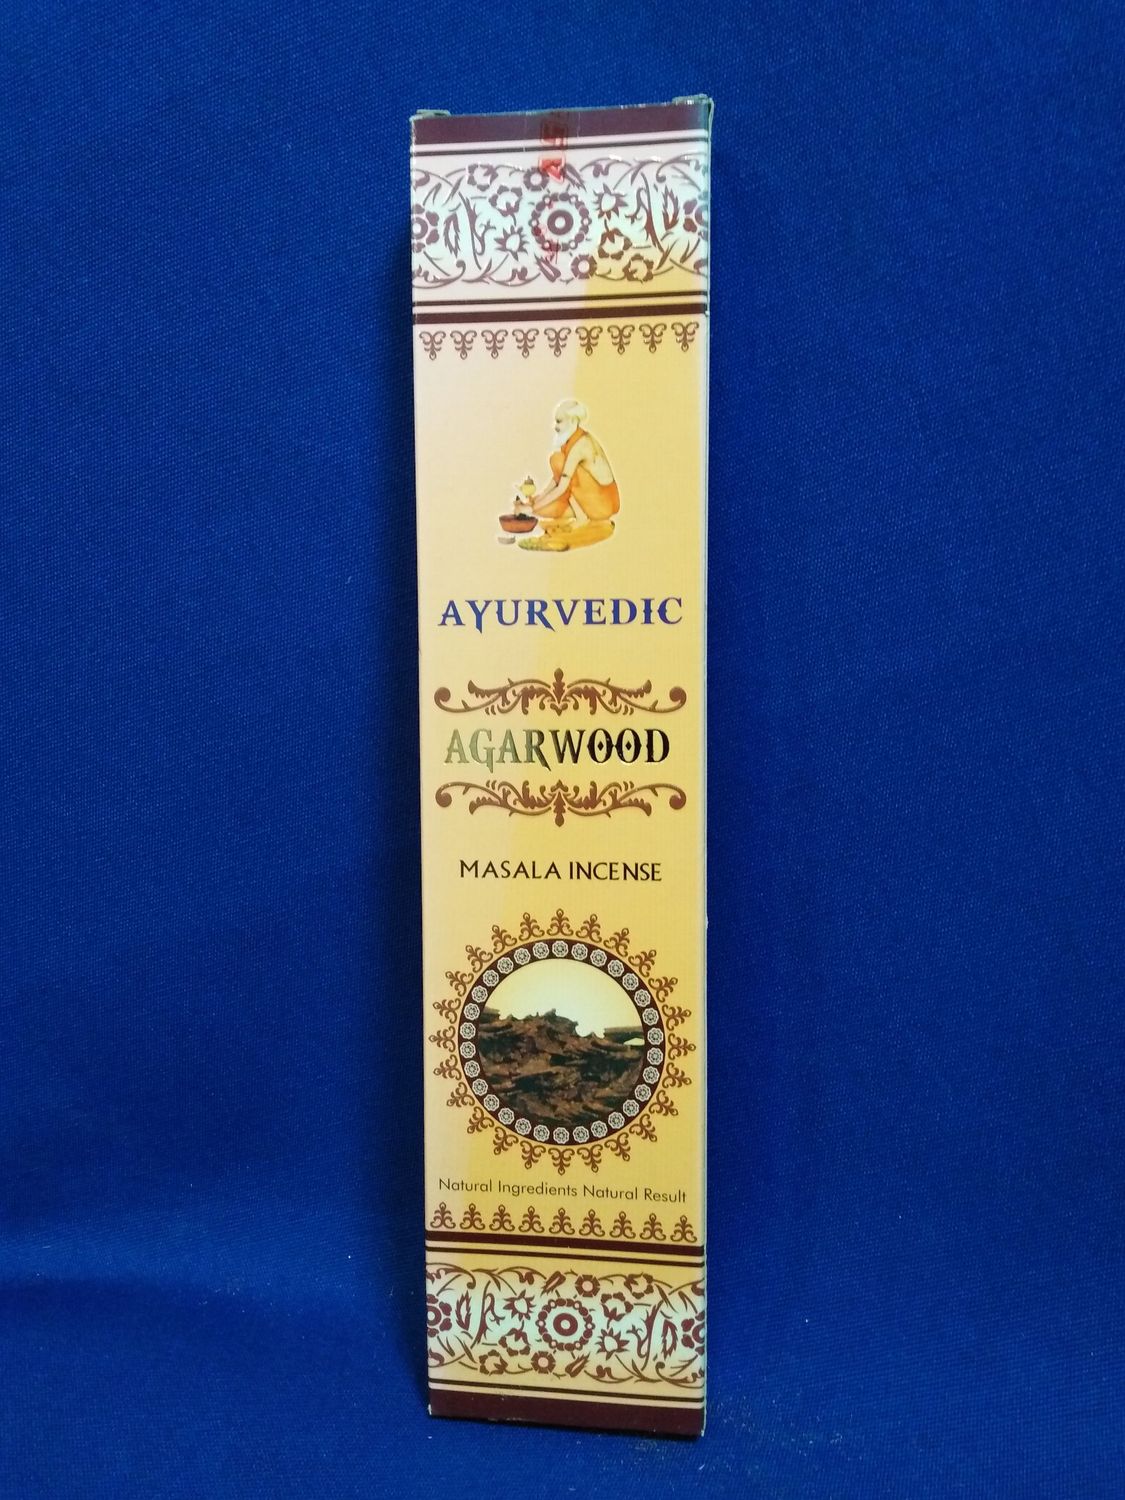 AYURVEDIC
AGARWOOD
MASALA INCENSE
Natural Ingredients Natural Result